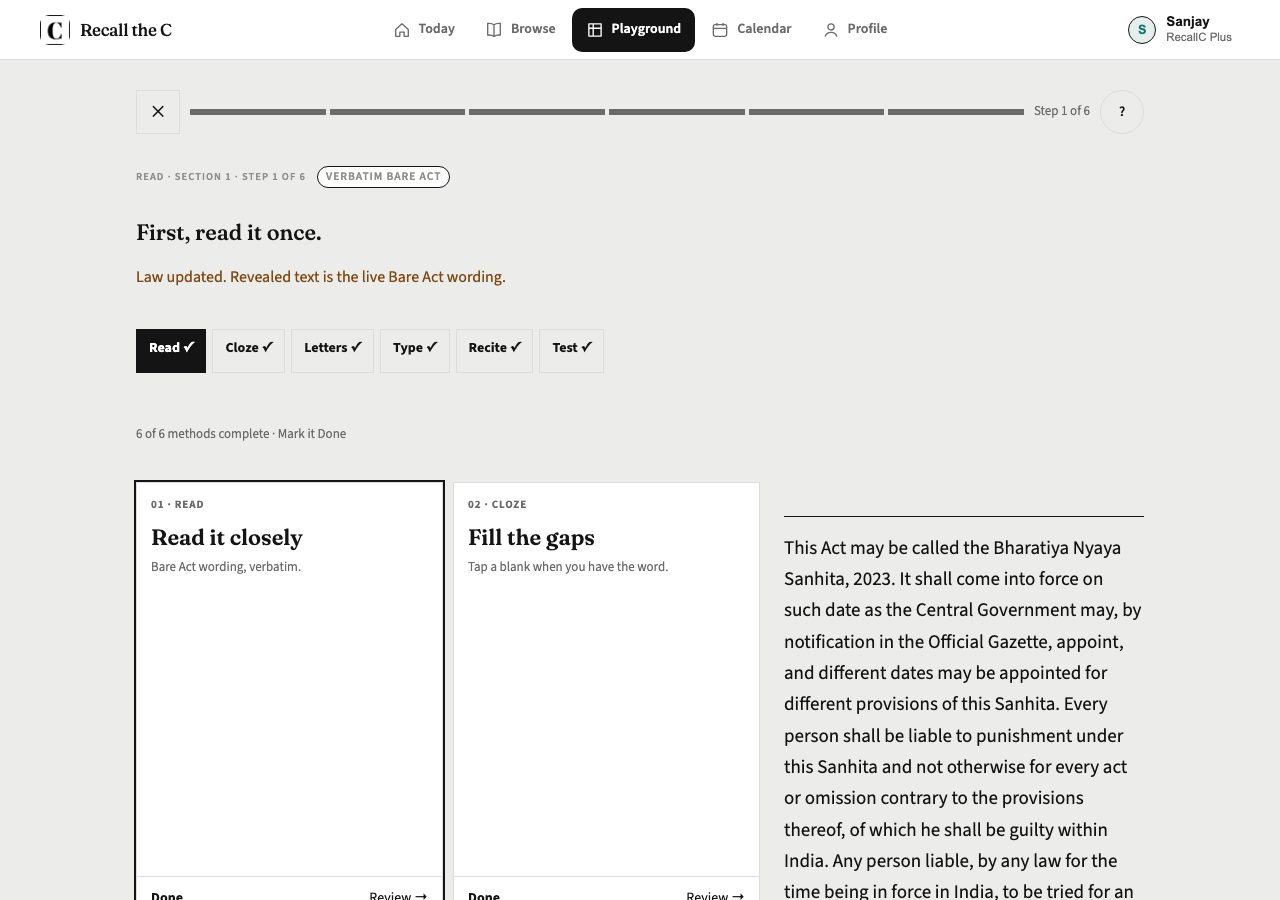 C Recall the C
Today
Browse
Playground
Calendar
Profile
S
Sanjay
RecallC Plus
Step 1 of 6
?
READ · SECTION 1 · STEP 1 OF 6
VERBATIM BARE ACT
First, read it once.
Law updated. Revealed text is the live Bare Act wording.
Read ✓
Cloze ✓
Letters ✓
Type ✓
Recite ✓
Test ✓
6 of 6 methods complete · Mark it Done
01 · READ
Read it closely
Bare Act wording, verbatim.
Done
Review →
02 · CLOZE
Fill the gaps
Tap a blank when you have the word.
Done
Review →
This Act may be called the Bharatiya Nyaya
Sanhita, 2023. It shall come into force on
such date as the Central Government may, by
notification in the Official Gazette, appoint,
and different dates may be appointed for
different provisions of this Sanhita. Every
person shall be liable to punishment under
this Sanhita and not otherwise for every act
or omission contrary to the provisions
thereof, of which he shall be guilty within
India. Any person liable, by any law for the
time being in force in India, to be tried for an